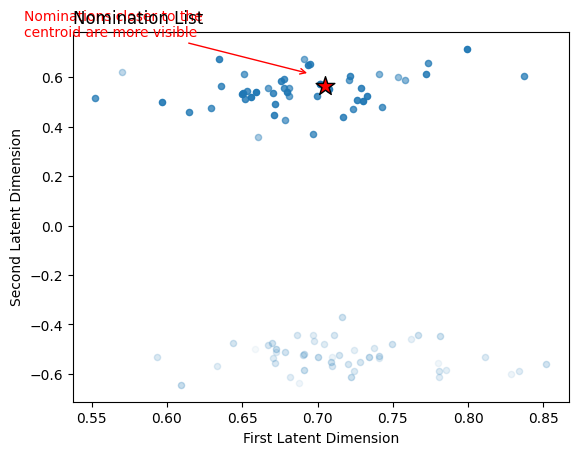 Nomination List
Nominations closer to the
centroid are more visible
Second Latent Dimension
0.6
0.4
0.2
0.0
−0.2
−0.4
−0.6
0.55
0.60
0.65
0.70
0.75
0.80
0.85
First Latent Dimension